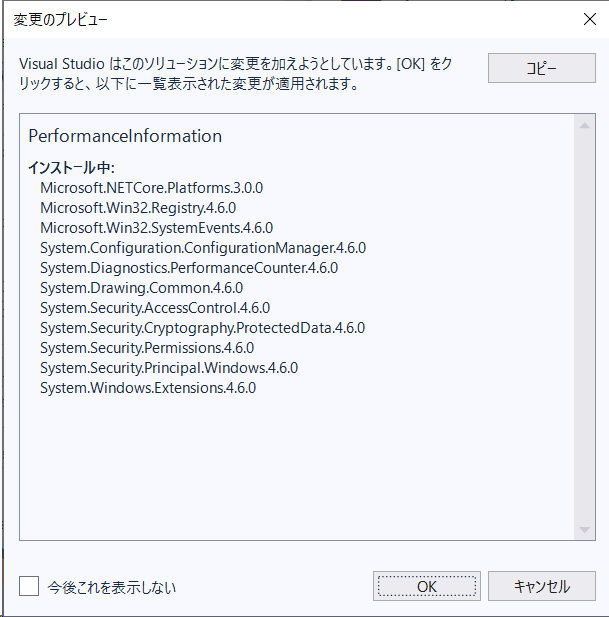 変更のプレビュー
Visual Studio はこのソリューションに変更を加えようとしています。[OK] をク
リックすると、以下に一覧表示された変更が適用されます。
コピー
PerformanceInformation
インストール中:
Microsoft.NETCore.Platforms.3.0.0
Microsoft.Win32.Registry.4.6.0
Microsoft.Win32.SystemEvents.4.6.0
System.Configuration.ConfigurationManager.4.6.0
System.Diagnostics.PerformanceCounter.4.6.0
System.Drawing.Common.4.6.0
System.Security.AccessControl.4.6.0
System.Security.Cryptography.ProtectedData.4.6.0
System.Security.Permissions.4.6.0
System.Security.Principal.Windows.4.6.0
System.Windows.Extensions.4.6.0
今後これを表示しない
OK
キャンセル